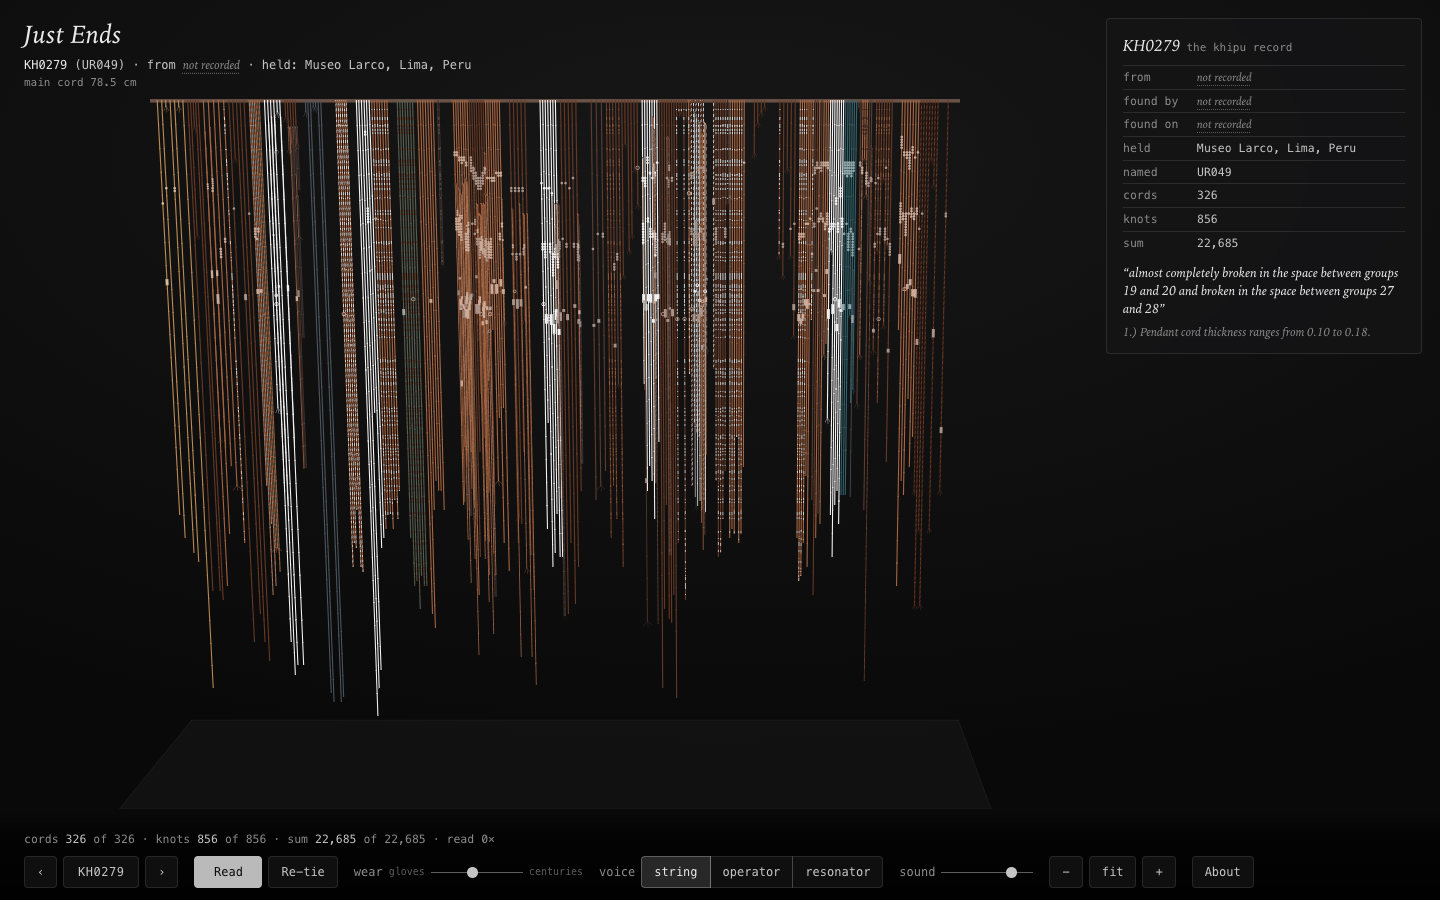 Just Ends
KH0279 (UR049) · from not recorded · held: Museo Larco, Lima, Peru
main cord 78.5 cm
KH0279 the khipu record
from not recorded
found by not recorded
found on not recorded
held Museo Larco, Lima, Peru
named UR049
cords 326
knots 856
sum 22,685
“almost completely broken in the space between groups
19 and 20 and broken in the space between groups 27
and 28”
1.) Pendant cord thickness ranges from 0.10 to 0.18.
cords 326 of 326 · knots 856 of 856 · sum 22,685 of 22,685 · read 0×
‹ KH0279 › Read Re-tie wear gloves centuries voice string operator resonator sound − fit + About